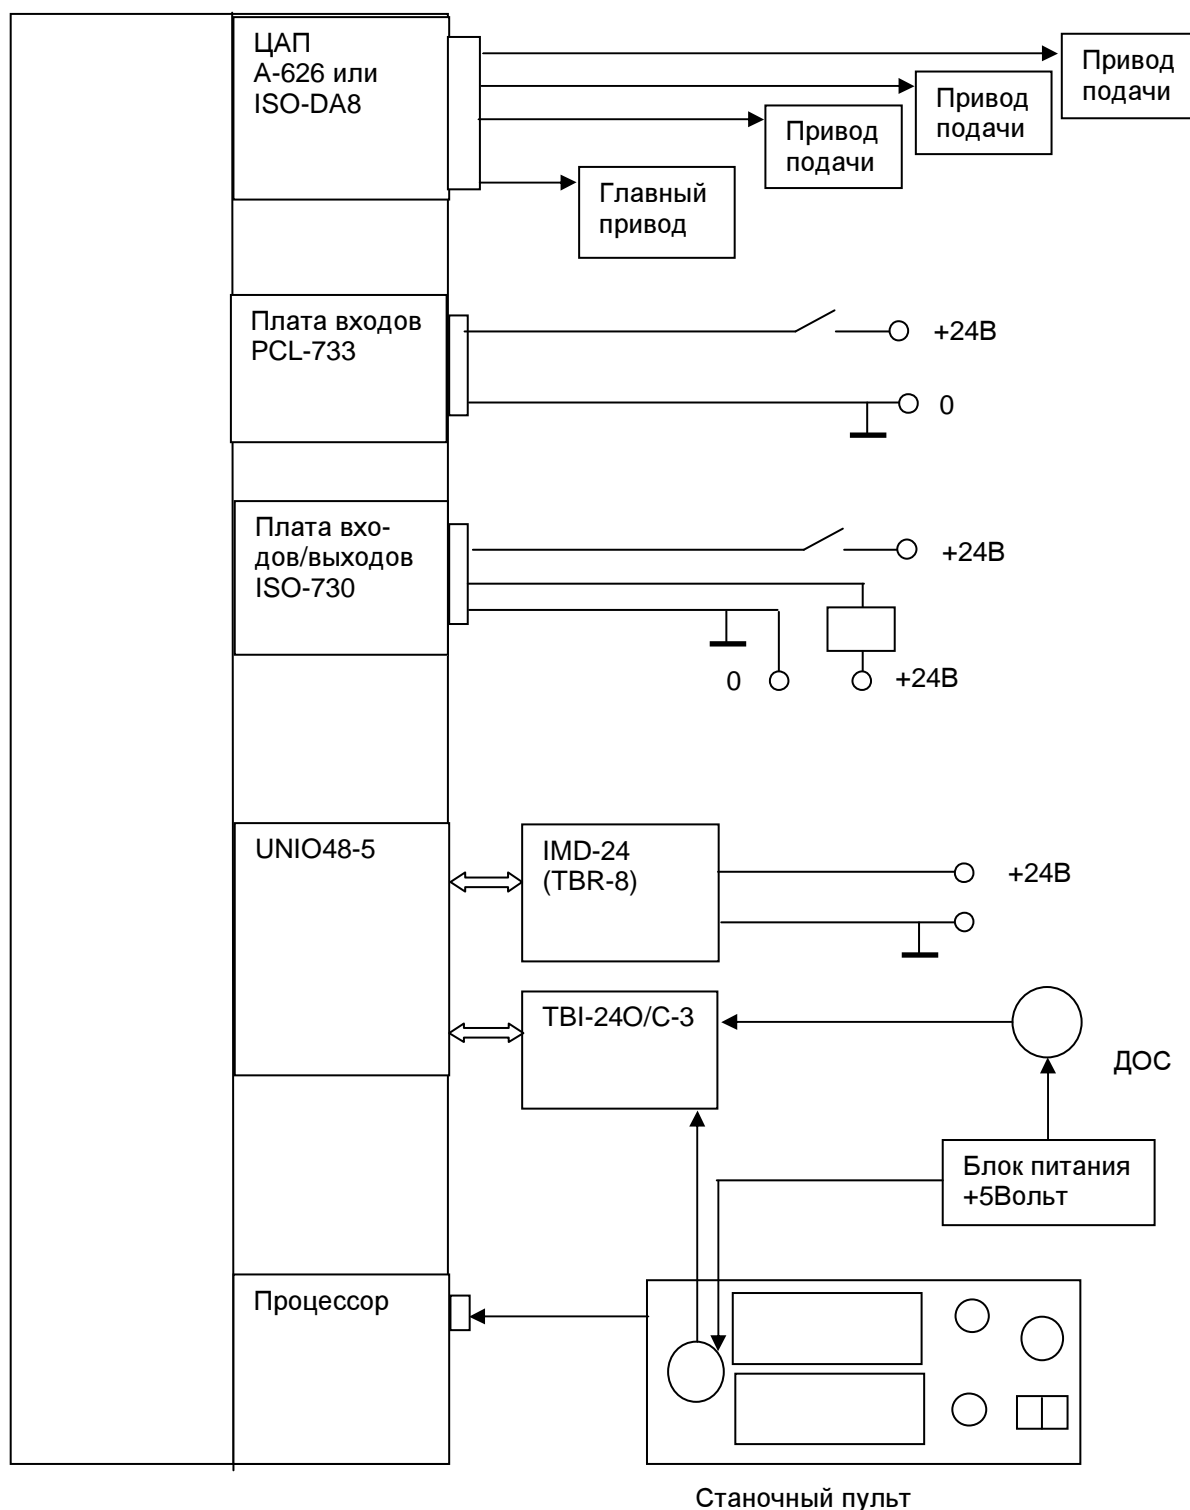 ЦАП
А-626 или
ISO-DA8
Привод
подачи
Привод
подачи
Привод
подачи
Главный
привод
Плата входов
PCL-733
+24В
0
Плата вхо-
дов/выходов
ISO-730
+24В
0
+24В
UNIO48-5
IMD-24
(TBR-8)
+24В
TBI-24O/C-3
ДОС
Блок питания
+5Вольт
Процессор
Станочный пульт